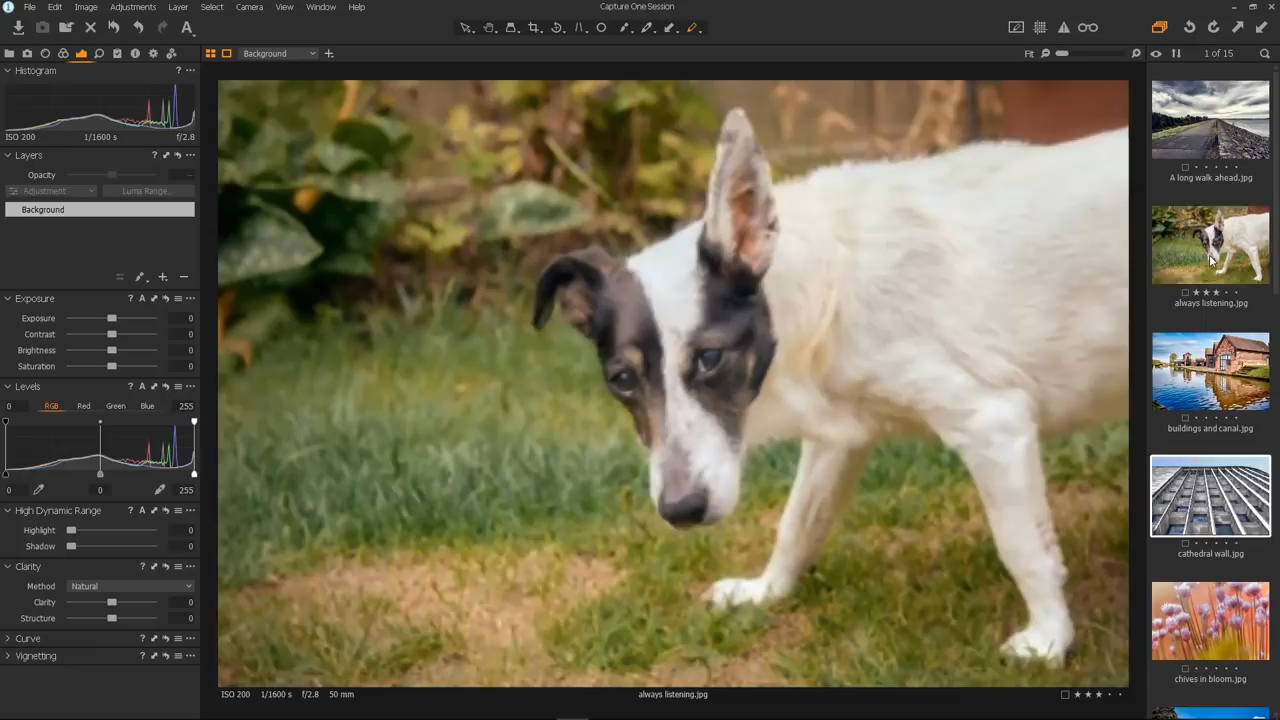 File Edit Image Adjustments Layer Select Camera View Window Help
Capture One Session
A
Background
Fit
1 of 15
Histogram ? ...
ISO 200 1/1600 s f/2.8
Layers ? ...
Opacity
Adjustment Luma Range...
Background
Exposure ? A ...
Exposure 0
Contrast 0
Brightness 0
Saturation 0
Levels ? A ...
0 RGB Red Green Blue 255
0 0 255
High Dynamic Range ? A ...
Highlight 0
Shadow 0
Clarity ? ...
Method Natural
Clarity 0
Structure 0
Curve ? ...
Vignetting ? ...
ISO 200 1/1600 s f/2.8 50 mm
always listening.jpg
A long walk ahead.jpg
always listening.jpg
buildings and canal.jpg
cathedral wall.jpg
chives in bloom.jpg